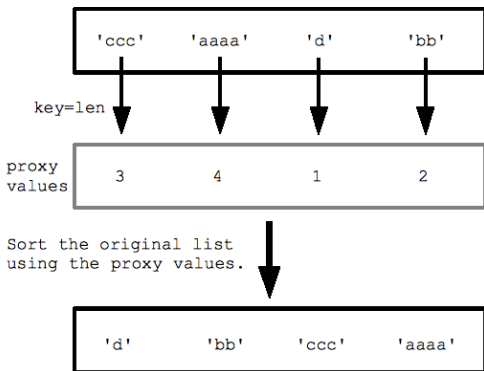 'ccc' 'aaaa' 'd' 'bb'
key=len
proxy
values
3 4 1 2
Sort the original list
using the proxy values.
'd' 'bb' 'ccc' 'aaaa'